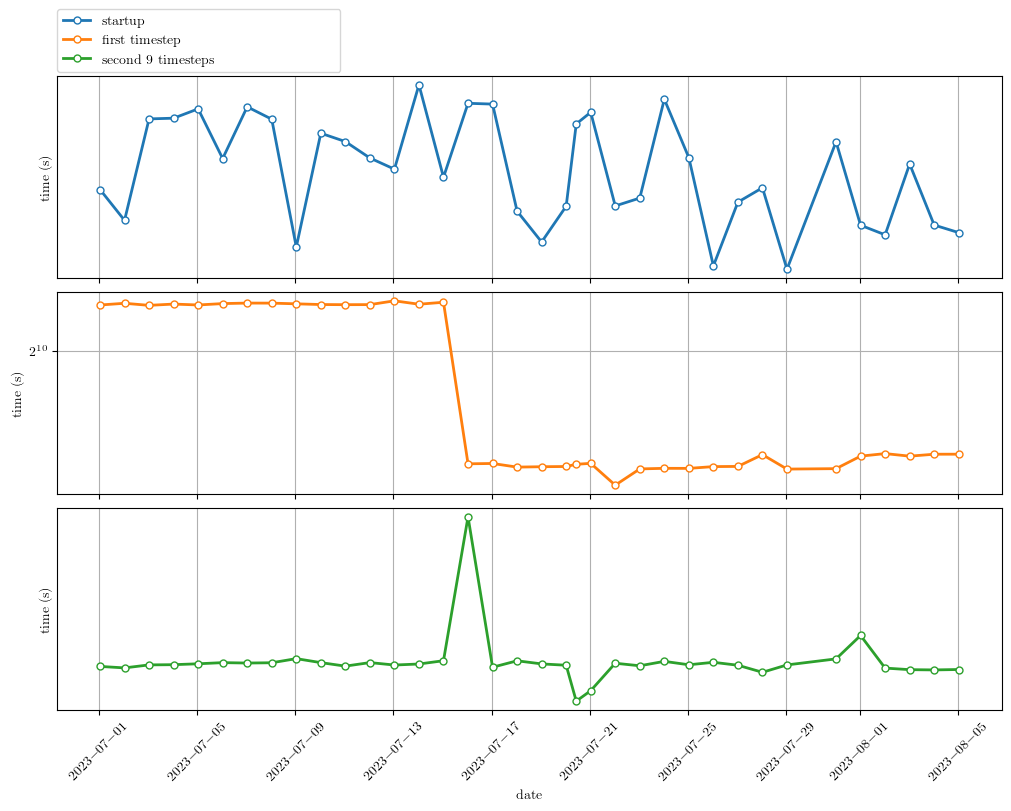 startup
first timestep
second 9 timesteps
time (s)
2^10
time (s)
time (s)
2023−07−01
2023−07−05
2023−07−09
2023−07−13
2023−07−17
2023−07−21
2023−07−25
2023−07−29
2023−08−01
2023−08−05
date